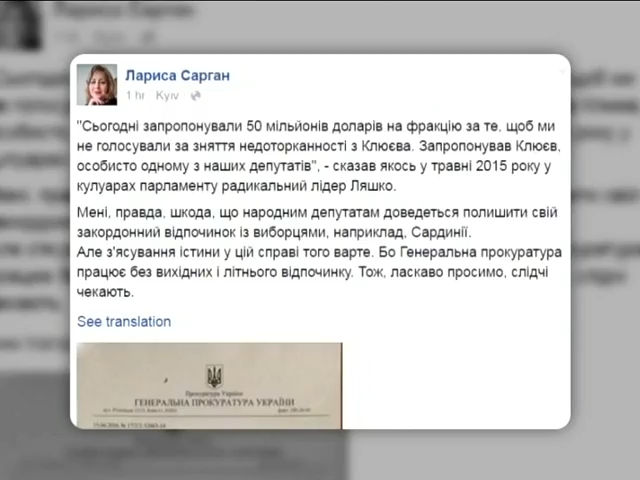 Лариса Сарган
1 hr Kyiv
"Сьогодні запропонували 50 мільйонів доларів на фракцію за те, щоб ми
не голосували за зняття недоторканності з Клюєва. Запропонував Клюєв,
особисто одному з наших депутатів", - сказав якось у травні 2015 року у
кулуарах парламенту радикальний лідер Ляшко.
Мені, правда, шкода, що народним депутатам доведеться полишити свій
закордонний відпочинок із виборцями, наприклад, Сардинії.
Але з'ясування істини у цій справі того варте. Бо Генеральна прокуратура
працює без вихідних і літнього відпочинку. Тож, ласкаво просимо, слідчі
чекають.
See translation
Прокуратура України
ГЕНЕРАЛЬНА ПРОКУРАТУРА УКРАЇНИ